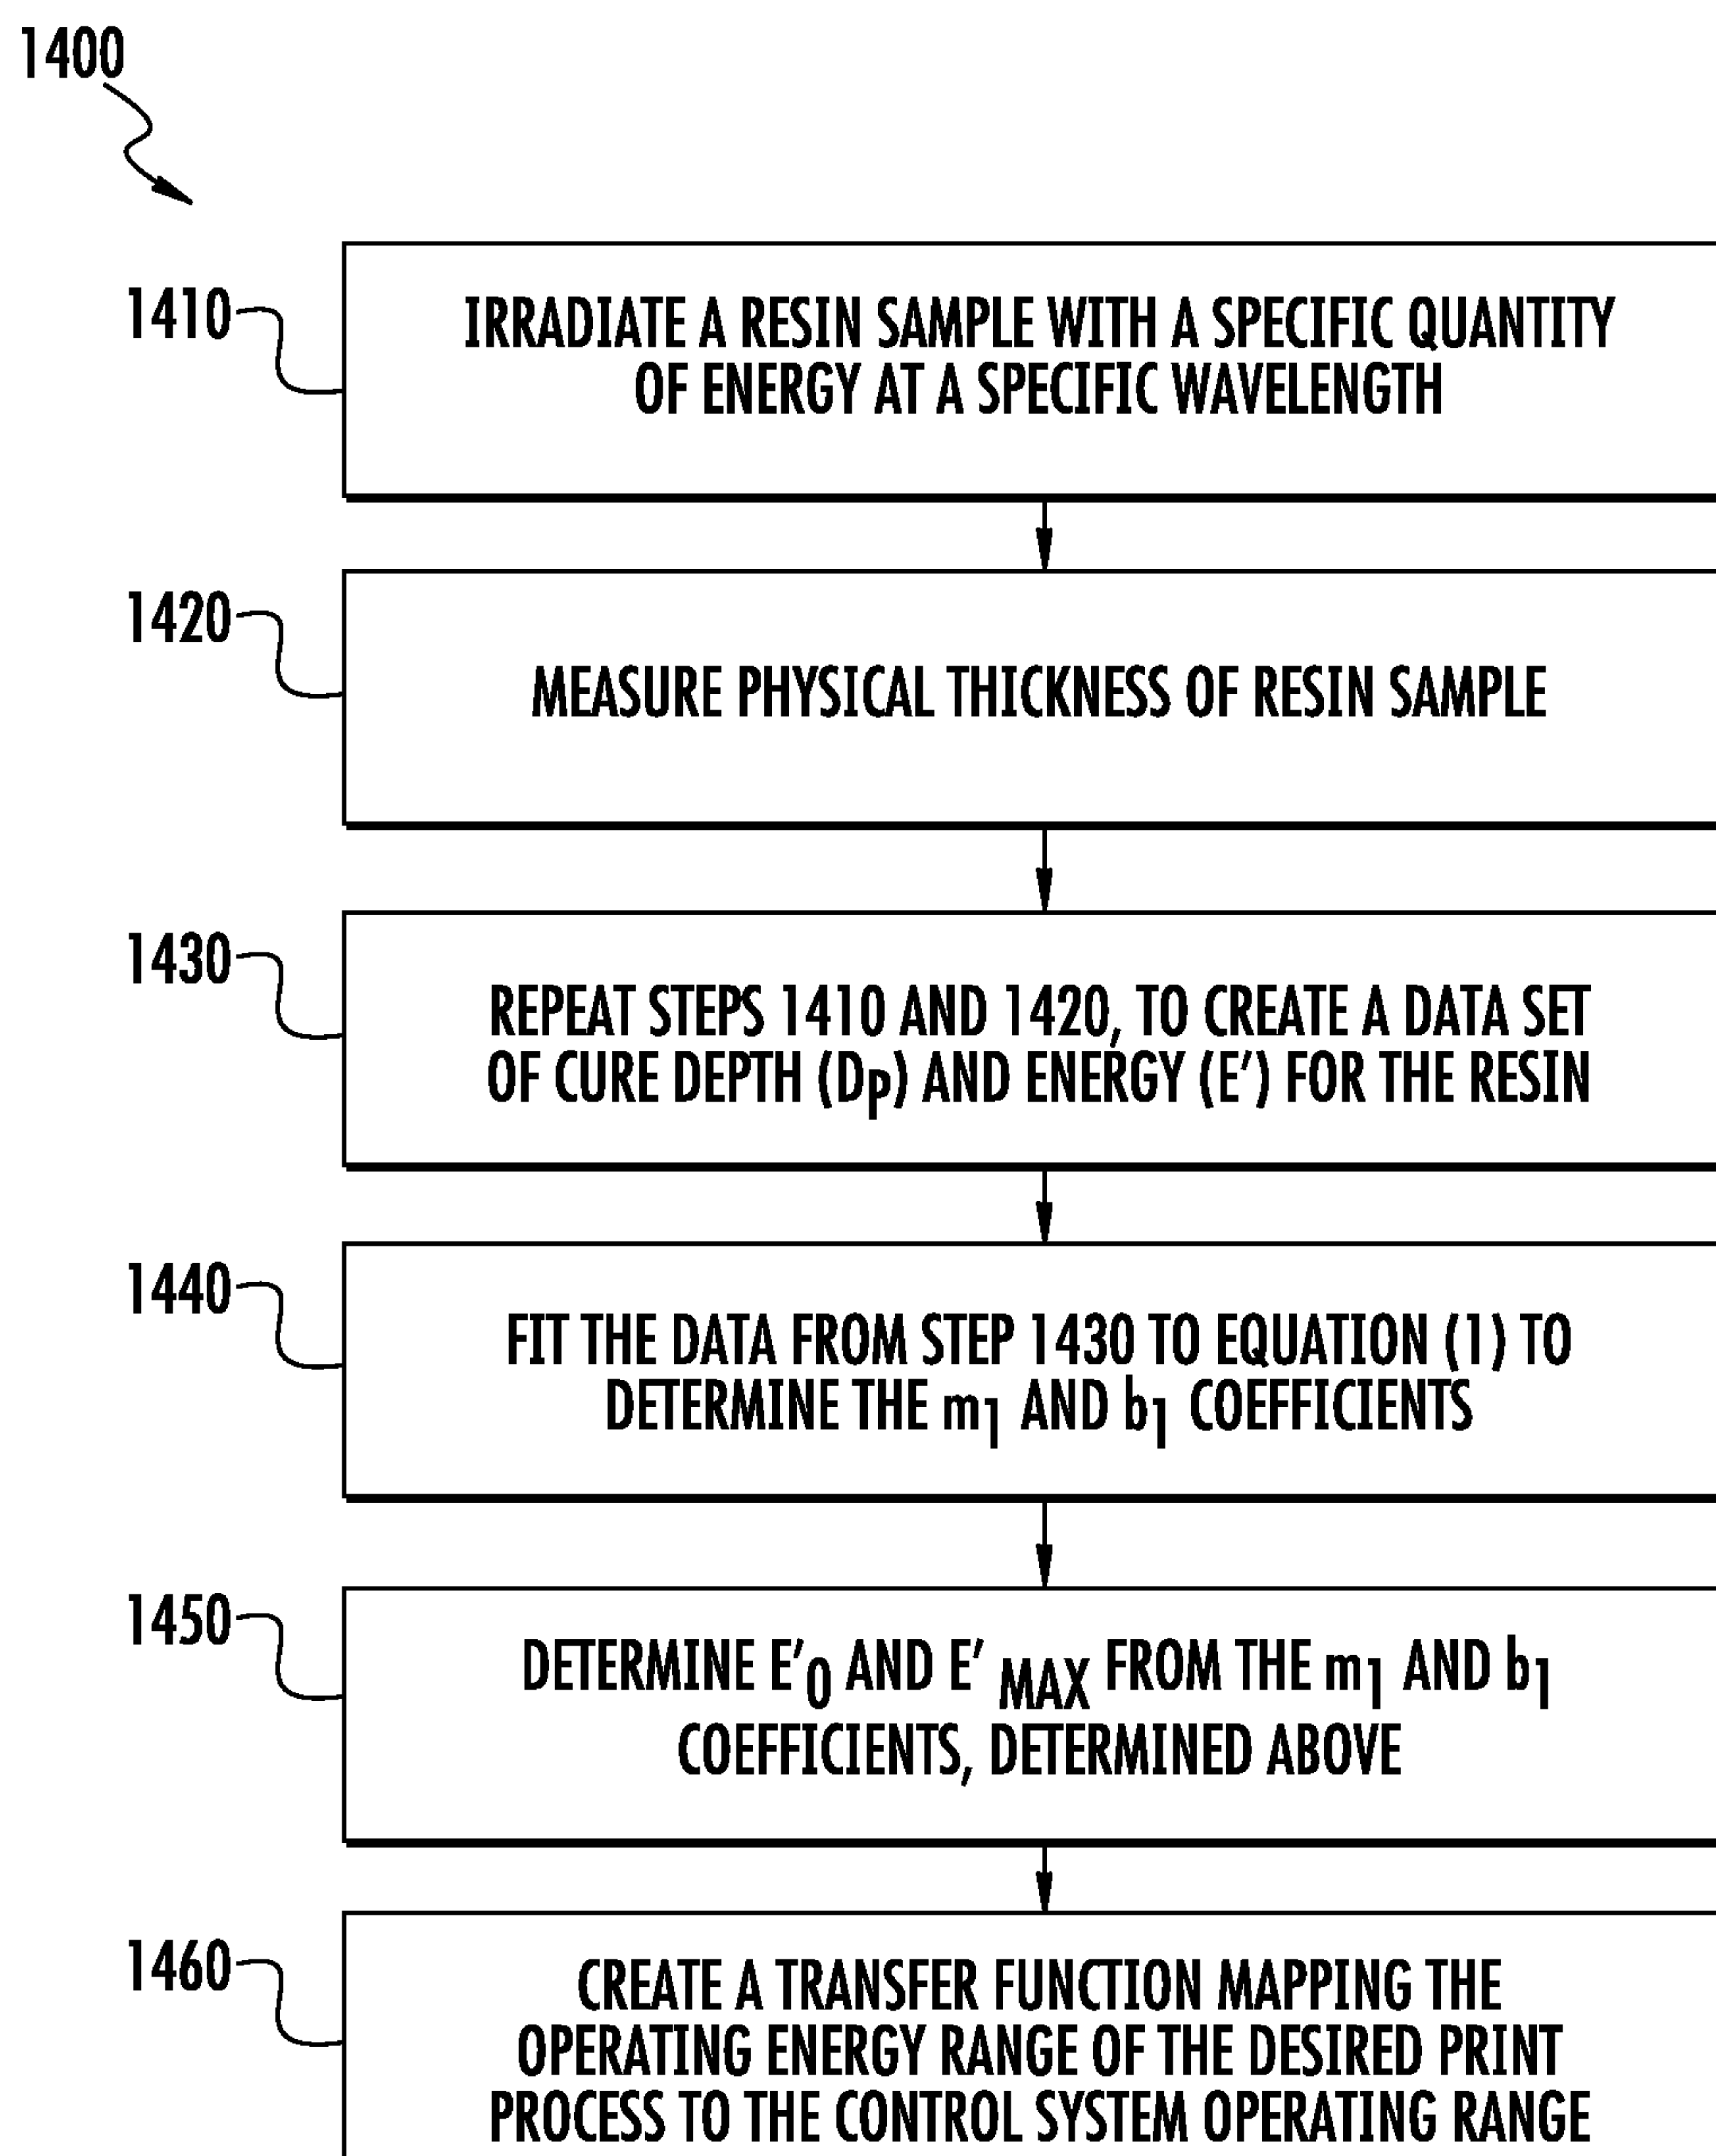 1400
1410
IRRADIATE A RESIN SAMPLE WITH A SPECIFIC QUANTITY
OF ENERGY AT A SPECIFIC WAVELENGTH
1420
MEASURE PHYSICAL THICKNESS OF RESIN SAMPLE
1430
REPEAT STEPS 1410 AND 1420, TO CREATE A DATA SET
OF CURE DEPTH (Dp) AND ENERGY (E') FOR THE RESIN
1440
FIT THE DATA FROM STEP 1430 TO EQUATION (1) TO
DETERMINE THE m1 AND b1 COEFFICIENTS
1450
DETERMINE E'0 AND E' MAX FROM THE m1 AND b1
COEFFICIENTS, DETERMINED ABOVE
1460
CREATE A TRANSFER FUNCTION MAPPING THE
OPERATING ENERGY RANGE OF THE DESIRED PRINT
PROCESS TO THE CONTROL SYSTEM OPERATING RANGE